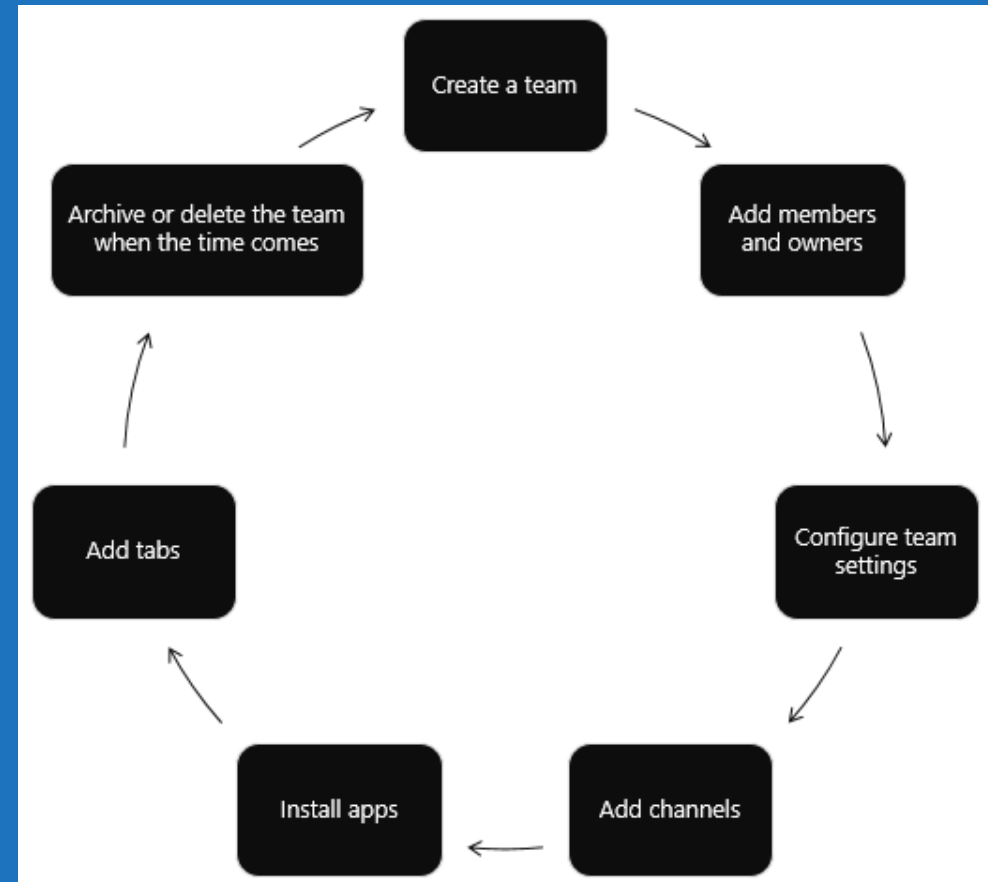 Create a team
Add members
and owners
Configure team
settings
Add channels
Install apps
Add tabs
Archive or delete the team
when the time comes